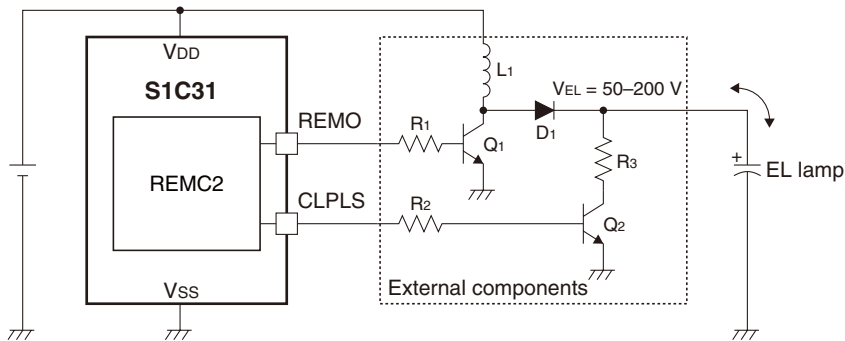 VDD
S1C31
REMC2
REMO
CLPLS
VSS
R1
R2
L1
Q1
D1
VEL = 50–200 V
R3
Q2
External components
+
EL lamp